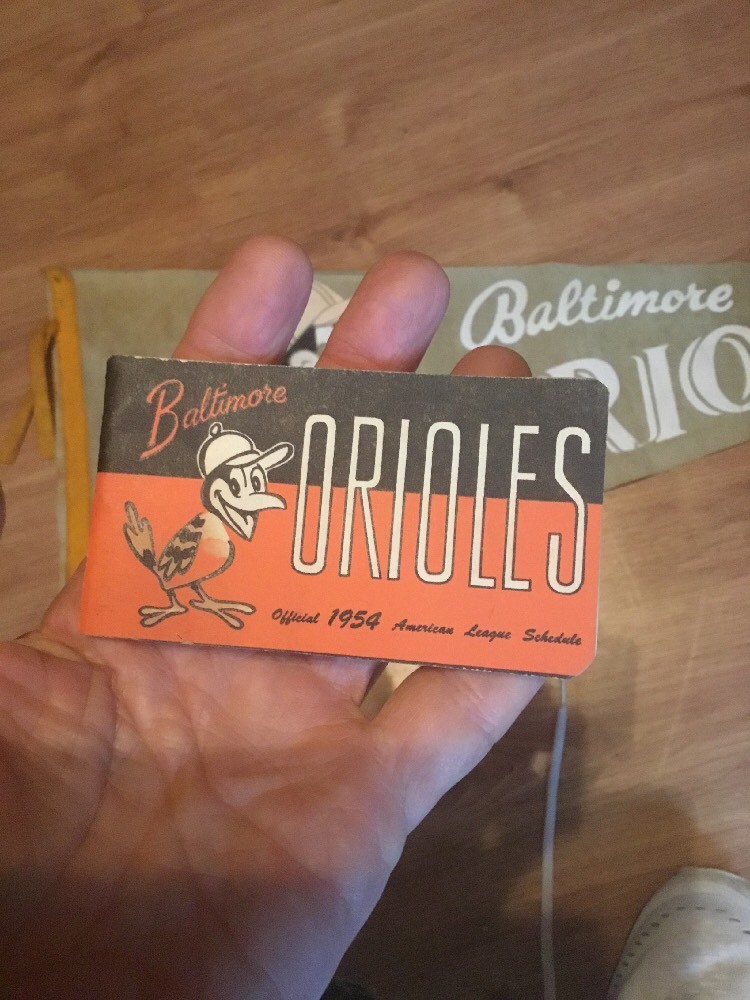 Baltimore
RIO
Baltimore
ORIOLES
Official 1954 American League Schedule